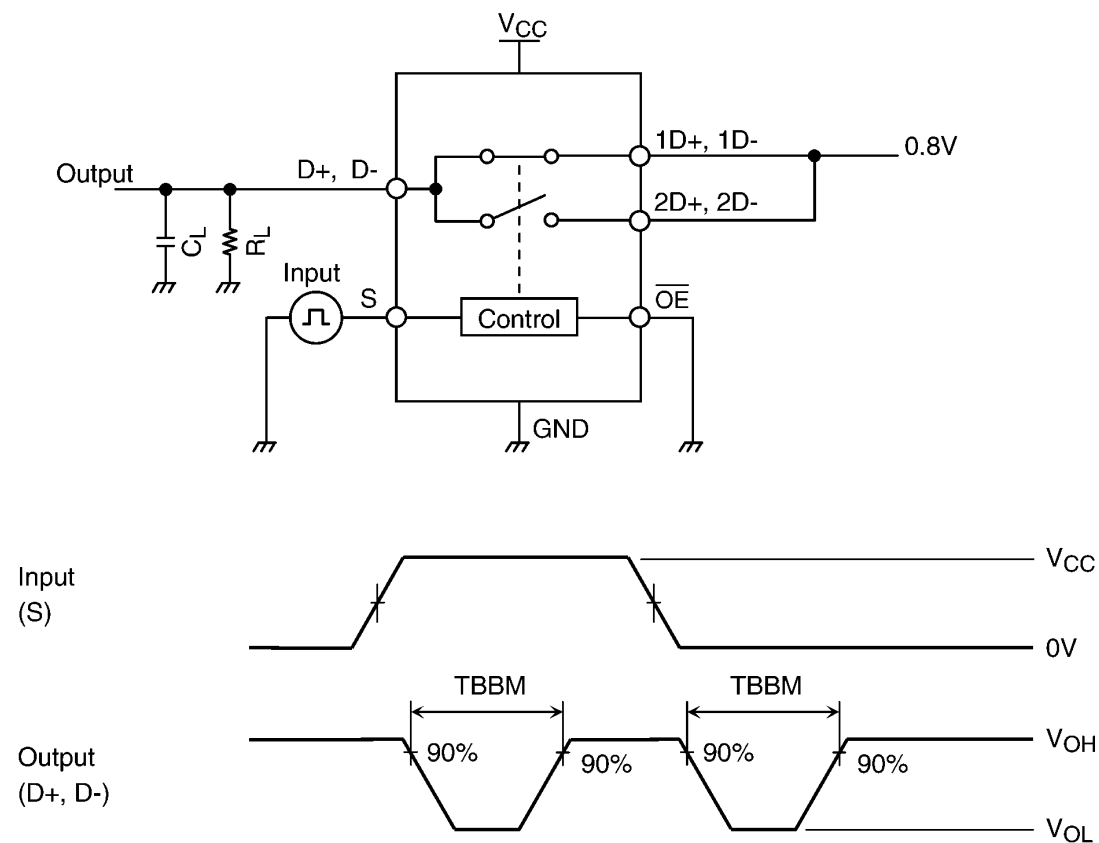 VCC
Output
D+, D-
1D+, 1D-
0.8V
2D+, 2D-
CL
RL
Input
S
Control
OE
GND
Input
(S)
VCC
0V
TBBM
TBBM
Output
(D+, D-)
90%
90%
90%
90%
VOH
VOL